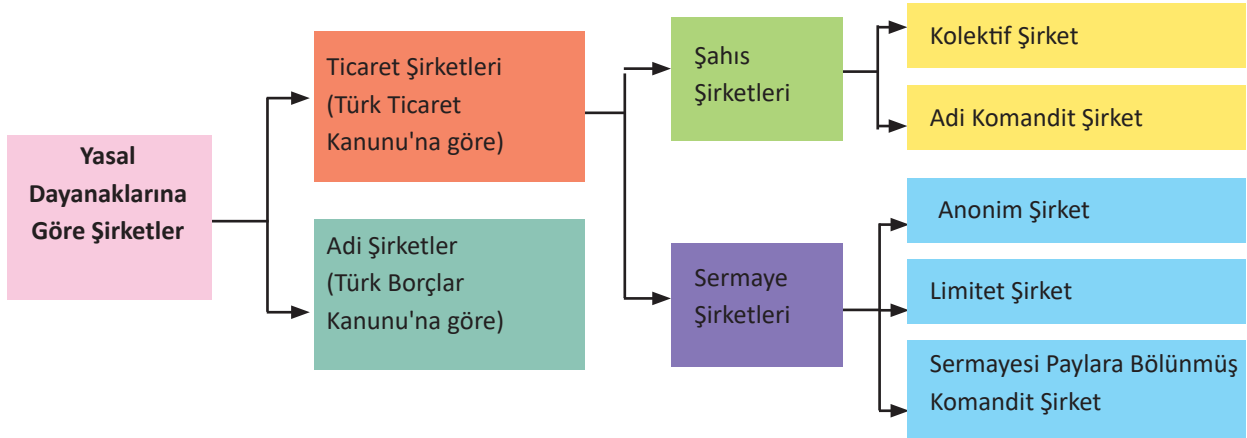 Yasal
Dayanaklarına
Göre Şirketler
Ticaret Şirketleri
(Türk Ticaret
Kanunu'na göre)
Adi Şirketler
(Türk Borçlar
Kanunu'na göre)
Şahıs
Şirketleri
Sermaye
Şirketleri
Kolektif Şirket
Adi Komandit Şirket
Anonim Şirket
Limitet Şirket
Sermayesi Paylara Bölünmüş
Komandit Şirket